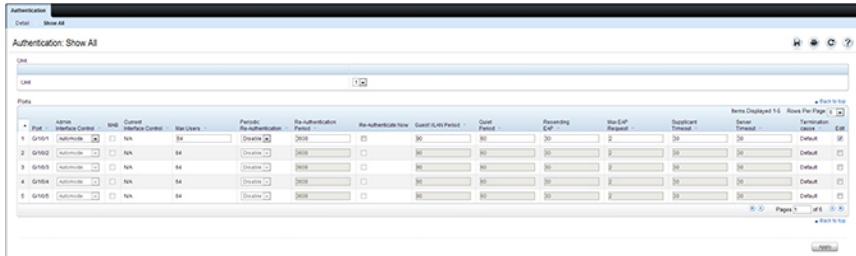 Authentication
Detail Show All
Authentication: Show All
Unit
Unit 1
Ports
Back to top
Items Displayed 1-5 Rows Per Page 5
Port Admin Interface Control MAB Current Interface Control Max Users Periodic Re-Authentication Re-Authentication Period Re-Authenticate Now Guest VLAN Period Quiet Period Resending EAP Max EAP Request Supplicant Timeout Server Timeout Termination cause Edit
1 Gi1/0/1 Automode N/A 64 Disable 3600 90 60 30 2 30 30 Default
2 Gi1/0/2 Automode N/A 64 Disable 3600 90 60 30 2 30 30 Default
3 Gi1/0/3 Automode N/A 64 Disable 3600 90 60 30 2 30 30 Default
4 Gi1/0/4 Automode N/A 64 Disable 3600 90 60 30 2 30 30 Default
5 Gi1/0/5 Automode N/A 64 Disable 3600 90 60 30 2 30 30 Default
Pages 1 of 6
Back to top
Apply